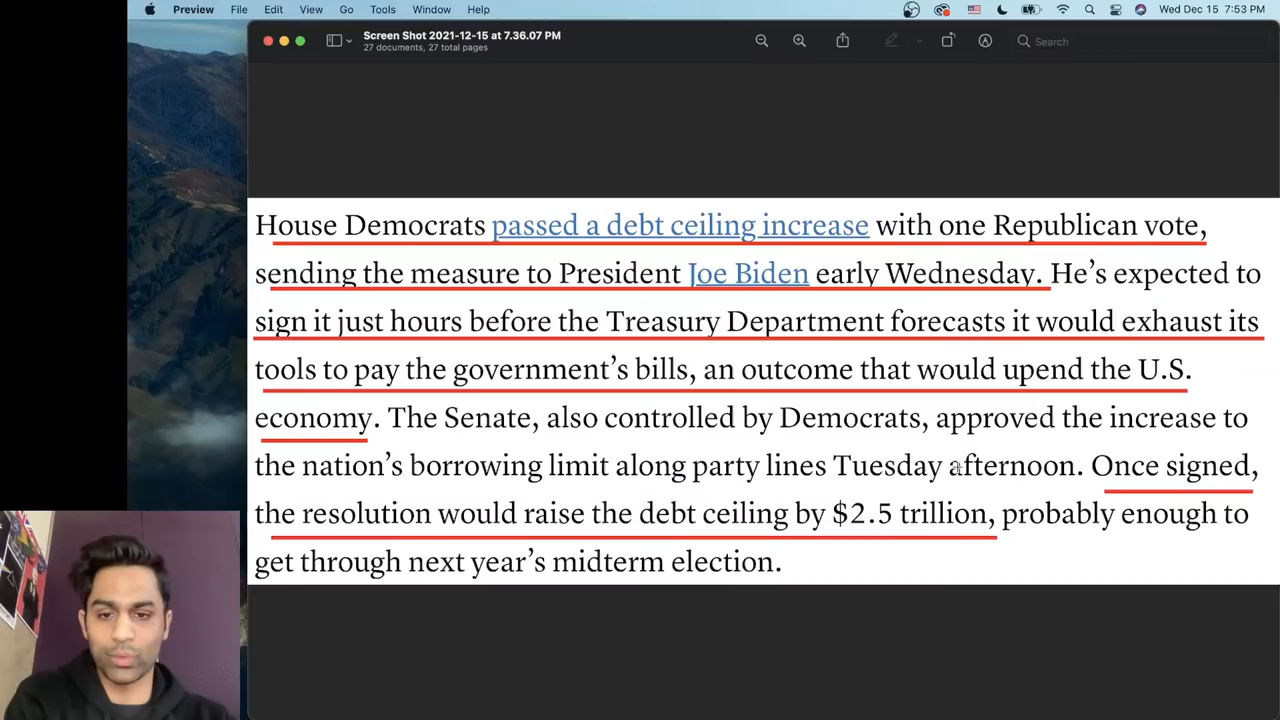 Preview File Edit View Go Tools Window Help Wed Dec 15 7:53 PM
Screen Shot 2021-12-15 at 7.36.07 PM
27 documents, 27 total pages
Search
House Democrats passed a debt ceiling increase with one Republican vote,
sending the measure to President Joe Biden early Wednesday. He’s expected to
sign it just hours before the Treasury Department forecasts it would exhaust its
tools to pay the government’s bills, an outcome that would upend the U.S.
economy. The Senate, also controlled by Democrats, approved the increase to
the nation’s borrowing limit along party lines Tuesday afternoon. Once signed,
the resolution would raise the debt ceiling by $2.5 trillion, probably enough to
get through next year’s midterm election.